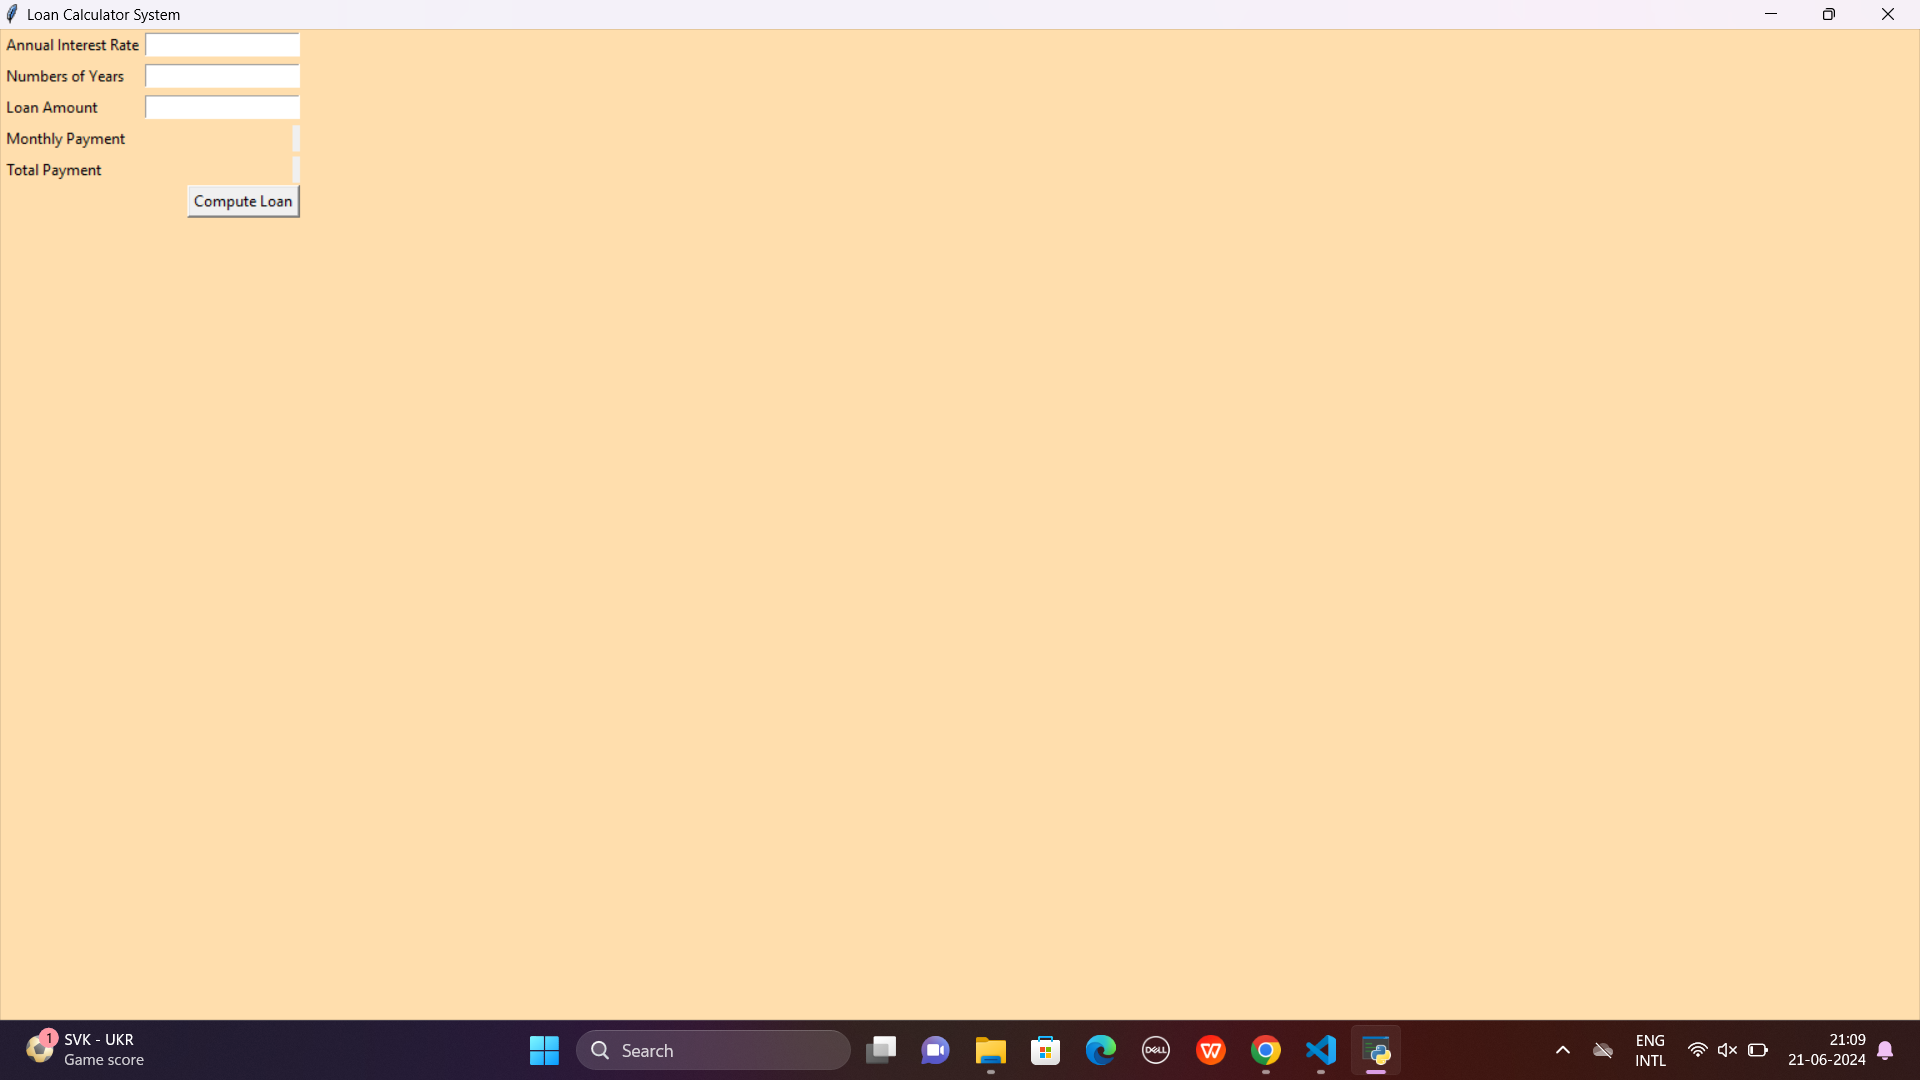 Loan Calculator System
Annual Interest Rate
Numbers of Years
Loan Amount
Monthly Payment
Total Payment
Compute Loan
1
SVK - UKR
Game score
Search
DELL
W
ENG
INTL
21:09
21-06-2024